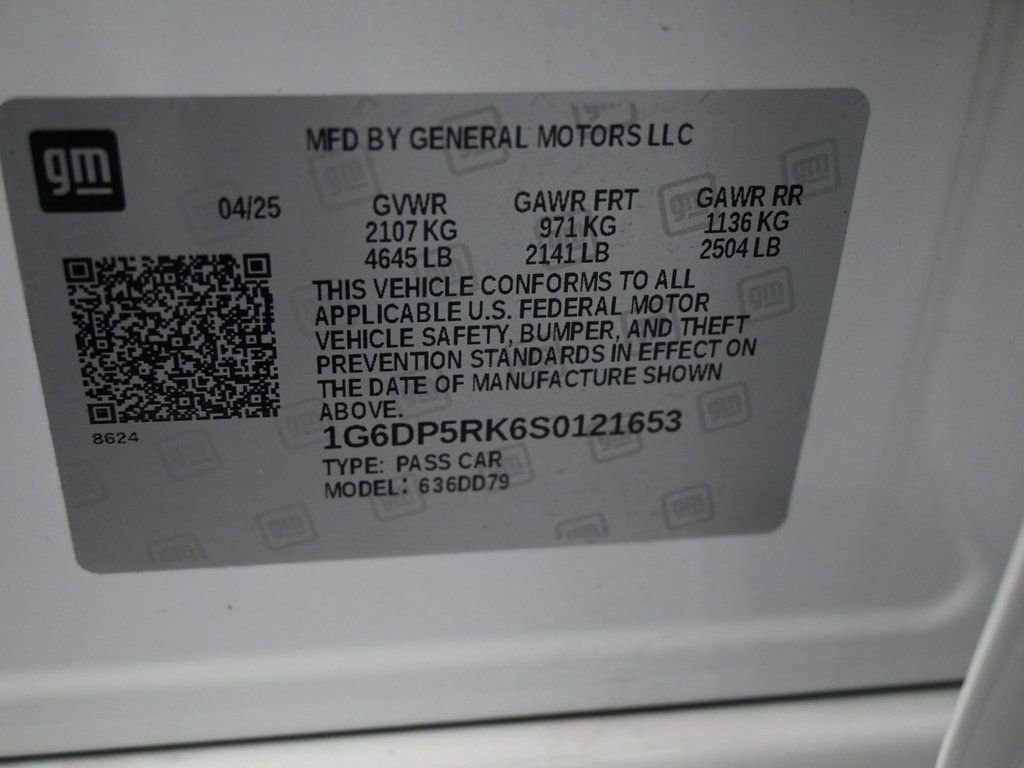 gm
MFD BY GENERAL MOTORS LLC
04/25 GVWR GAWR FRT GAWR RR
2107 KG 971 KG 1136 KG
4645 LB 2141 LB 2504 LB
THIS VEHICLE CONFORMS TO ALL
APPLICABLE U.S. FEDERAL MOTOR
VEHICLE SAFETY, BUMPER, AND THEFT
PREVENTION STANDARDS IN EFFECT ON
THE DATE OF MANUFACTURE SHOWN
ABOVE.
8624
1G6DP5RK6S0121653
TYPE: PASS CAR
MODEL: 636DD79